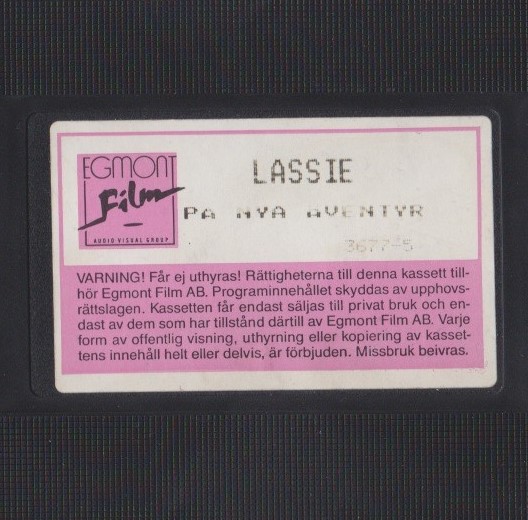 EGMONT
Film
AUDIO VISUAL GROUP
LASSIE
PA NYA AVENTYR
3677-5
VARNING! Får ej uthyras! Rättigheterna till denna kassett till-
hör Egmont Film AB. Programinnehållet skyddas av upphovs-
rättslagen. Kassetten får endast säljas till privat bruk och en-
dast av dem som har tillstånd därtill av Egmont Film AB. Varje
form av offentlig visning, uthyrning eller kopiering av kasset-
tens innehåll helt eller delvis, är förbjuden. Missbruk beivras.